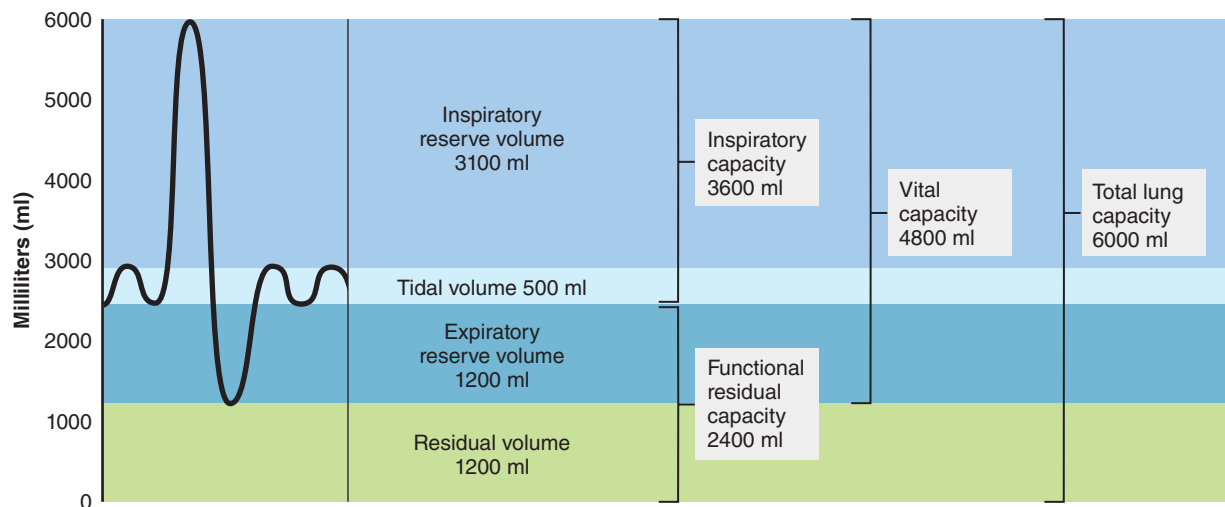 Milliliters (ml)
6000
5000
4000
3000
2000
1000
0
Inspiratory
reserve volume
3100 ml
Tidal volume 500 ml
Expiratory
reserve volume
1200 ml
Residual volume
1200 ml
Inspiratory
capacity
3600 ml
Functional
residual
capacity
2400 ml
Vital
capacity
4800 ml
Total lung
capacity
6000 ml